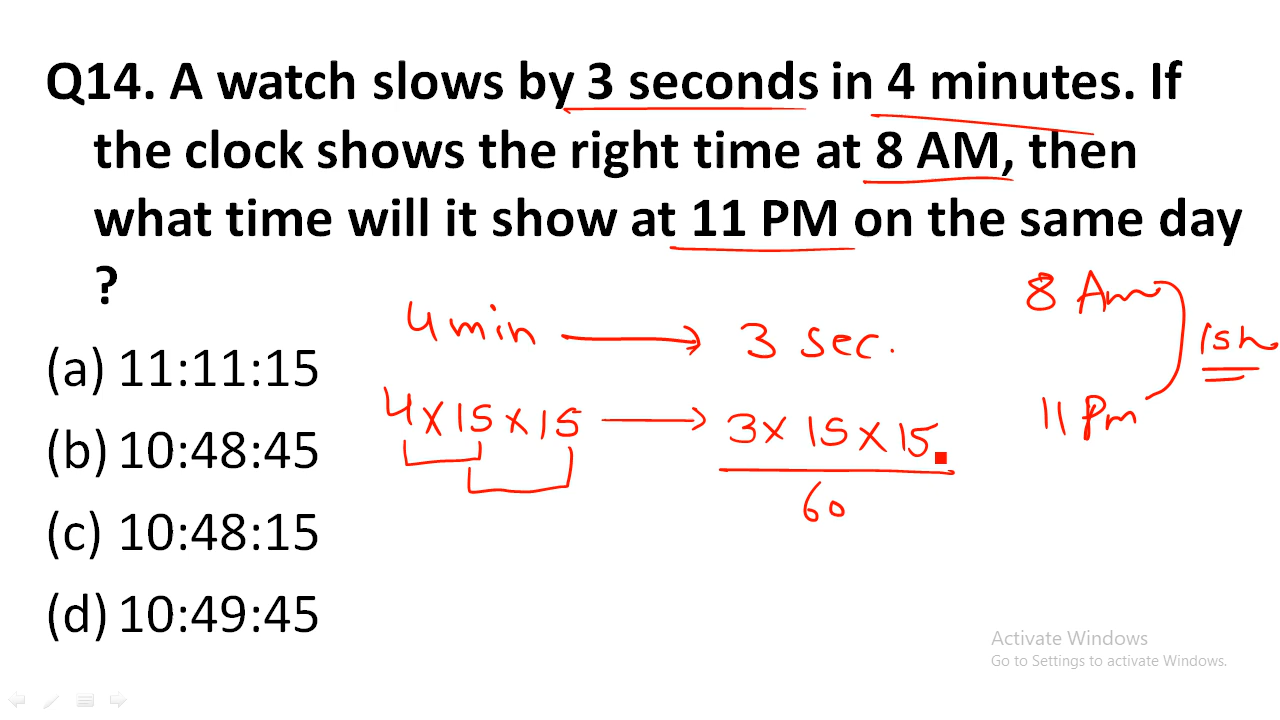 Q14. A watch slows by 3 seconds in 4 minutes. If
the clock shows the right time at 8 AM, then
what time will it show at 11 PM on the same day
?
8 Am
4 min → 3 sec.
15h
(a) 11:11:15
4 × 15 × 15 → 3 × 15 × 15
60
11 Pm
(b) 10:48:45
(c) 10:48:15
(d) 10:49:45
Activate Windows
Go to Settings to activate Windows.